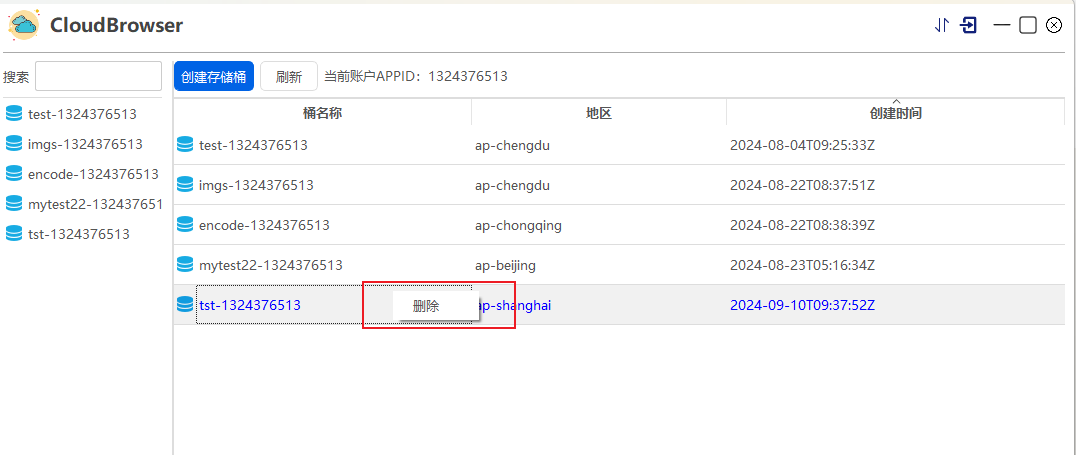 CloudBrowser
搜索
创建存储桶 刷新 当前账户APPID：1324376513
test-1324376513
imgs-1324376513
encode-1324376513
mytest22-132437651
tst-1324376513
桶名称 地区 创建时间
test-1324376513 ap-chengdu 2024-08-04T09:25:33Z
imgs-1324376513 ap-chengdu 2024-08-22T08:37:51Z
encode-1324376513 ap-chongqing 2024-08-22T08:38:39Z
mytest22-1324376513 ap-beijing 2024-08-23T05:16:34Z
tst-1324376513 删除 ap-shanghai 2024-09-10T09:37:52Z